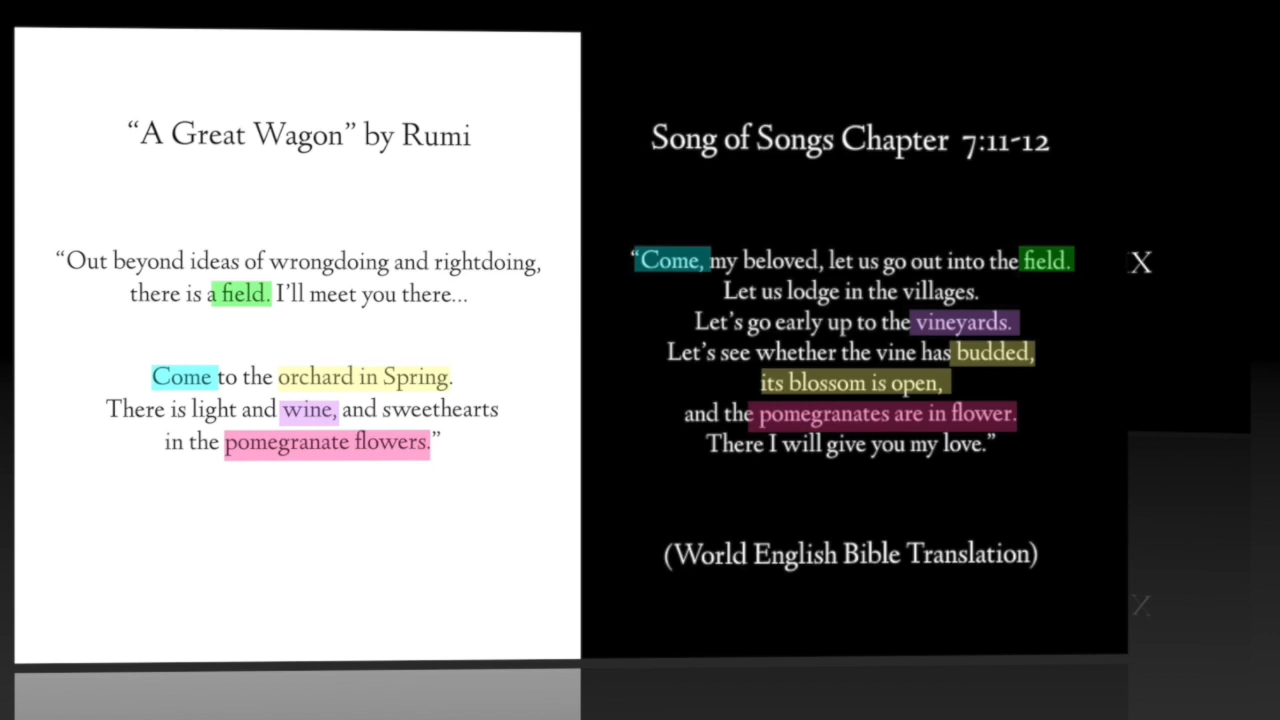 “A Great Wagon” by Rumi
“Out beyond ideas of wrongdoing and rightdoing,
there is a field. I’ll meet you there...
Come to the orchard in Spring.
There is light and wine, and sweethearts
in the pomegranate flowers.”
Song of Songs Chapter 7:11-12
“Come, my beloved, let us go out into the field.
Let us lodge in the villages.
Let’s go early up to the vineyards.
Let’s see whether the vine has budded,
its blossom is open,
and the pomegranates are in flower.
There I will give you my love.”
(World English Bible Translation)
X
X